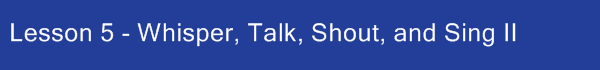 Lesson 5 - Whisper, Talk, Shout, and Sing II